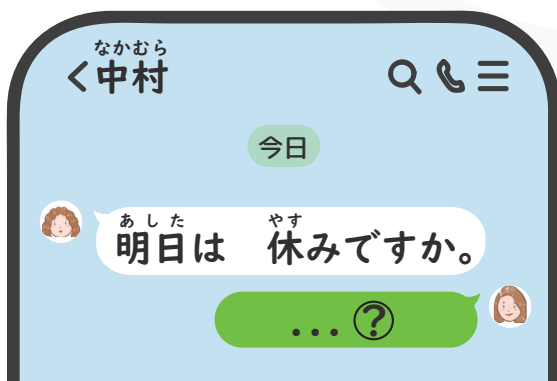 なかむら
中村
今日
あした やす
明日は 休みですか。
...?